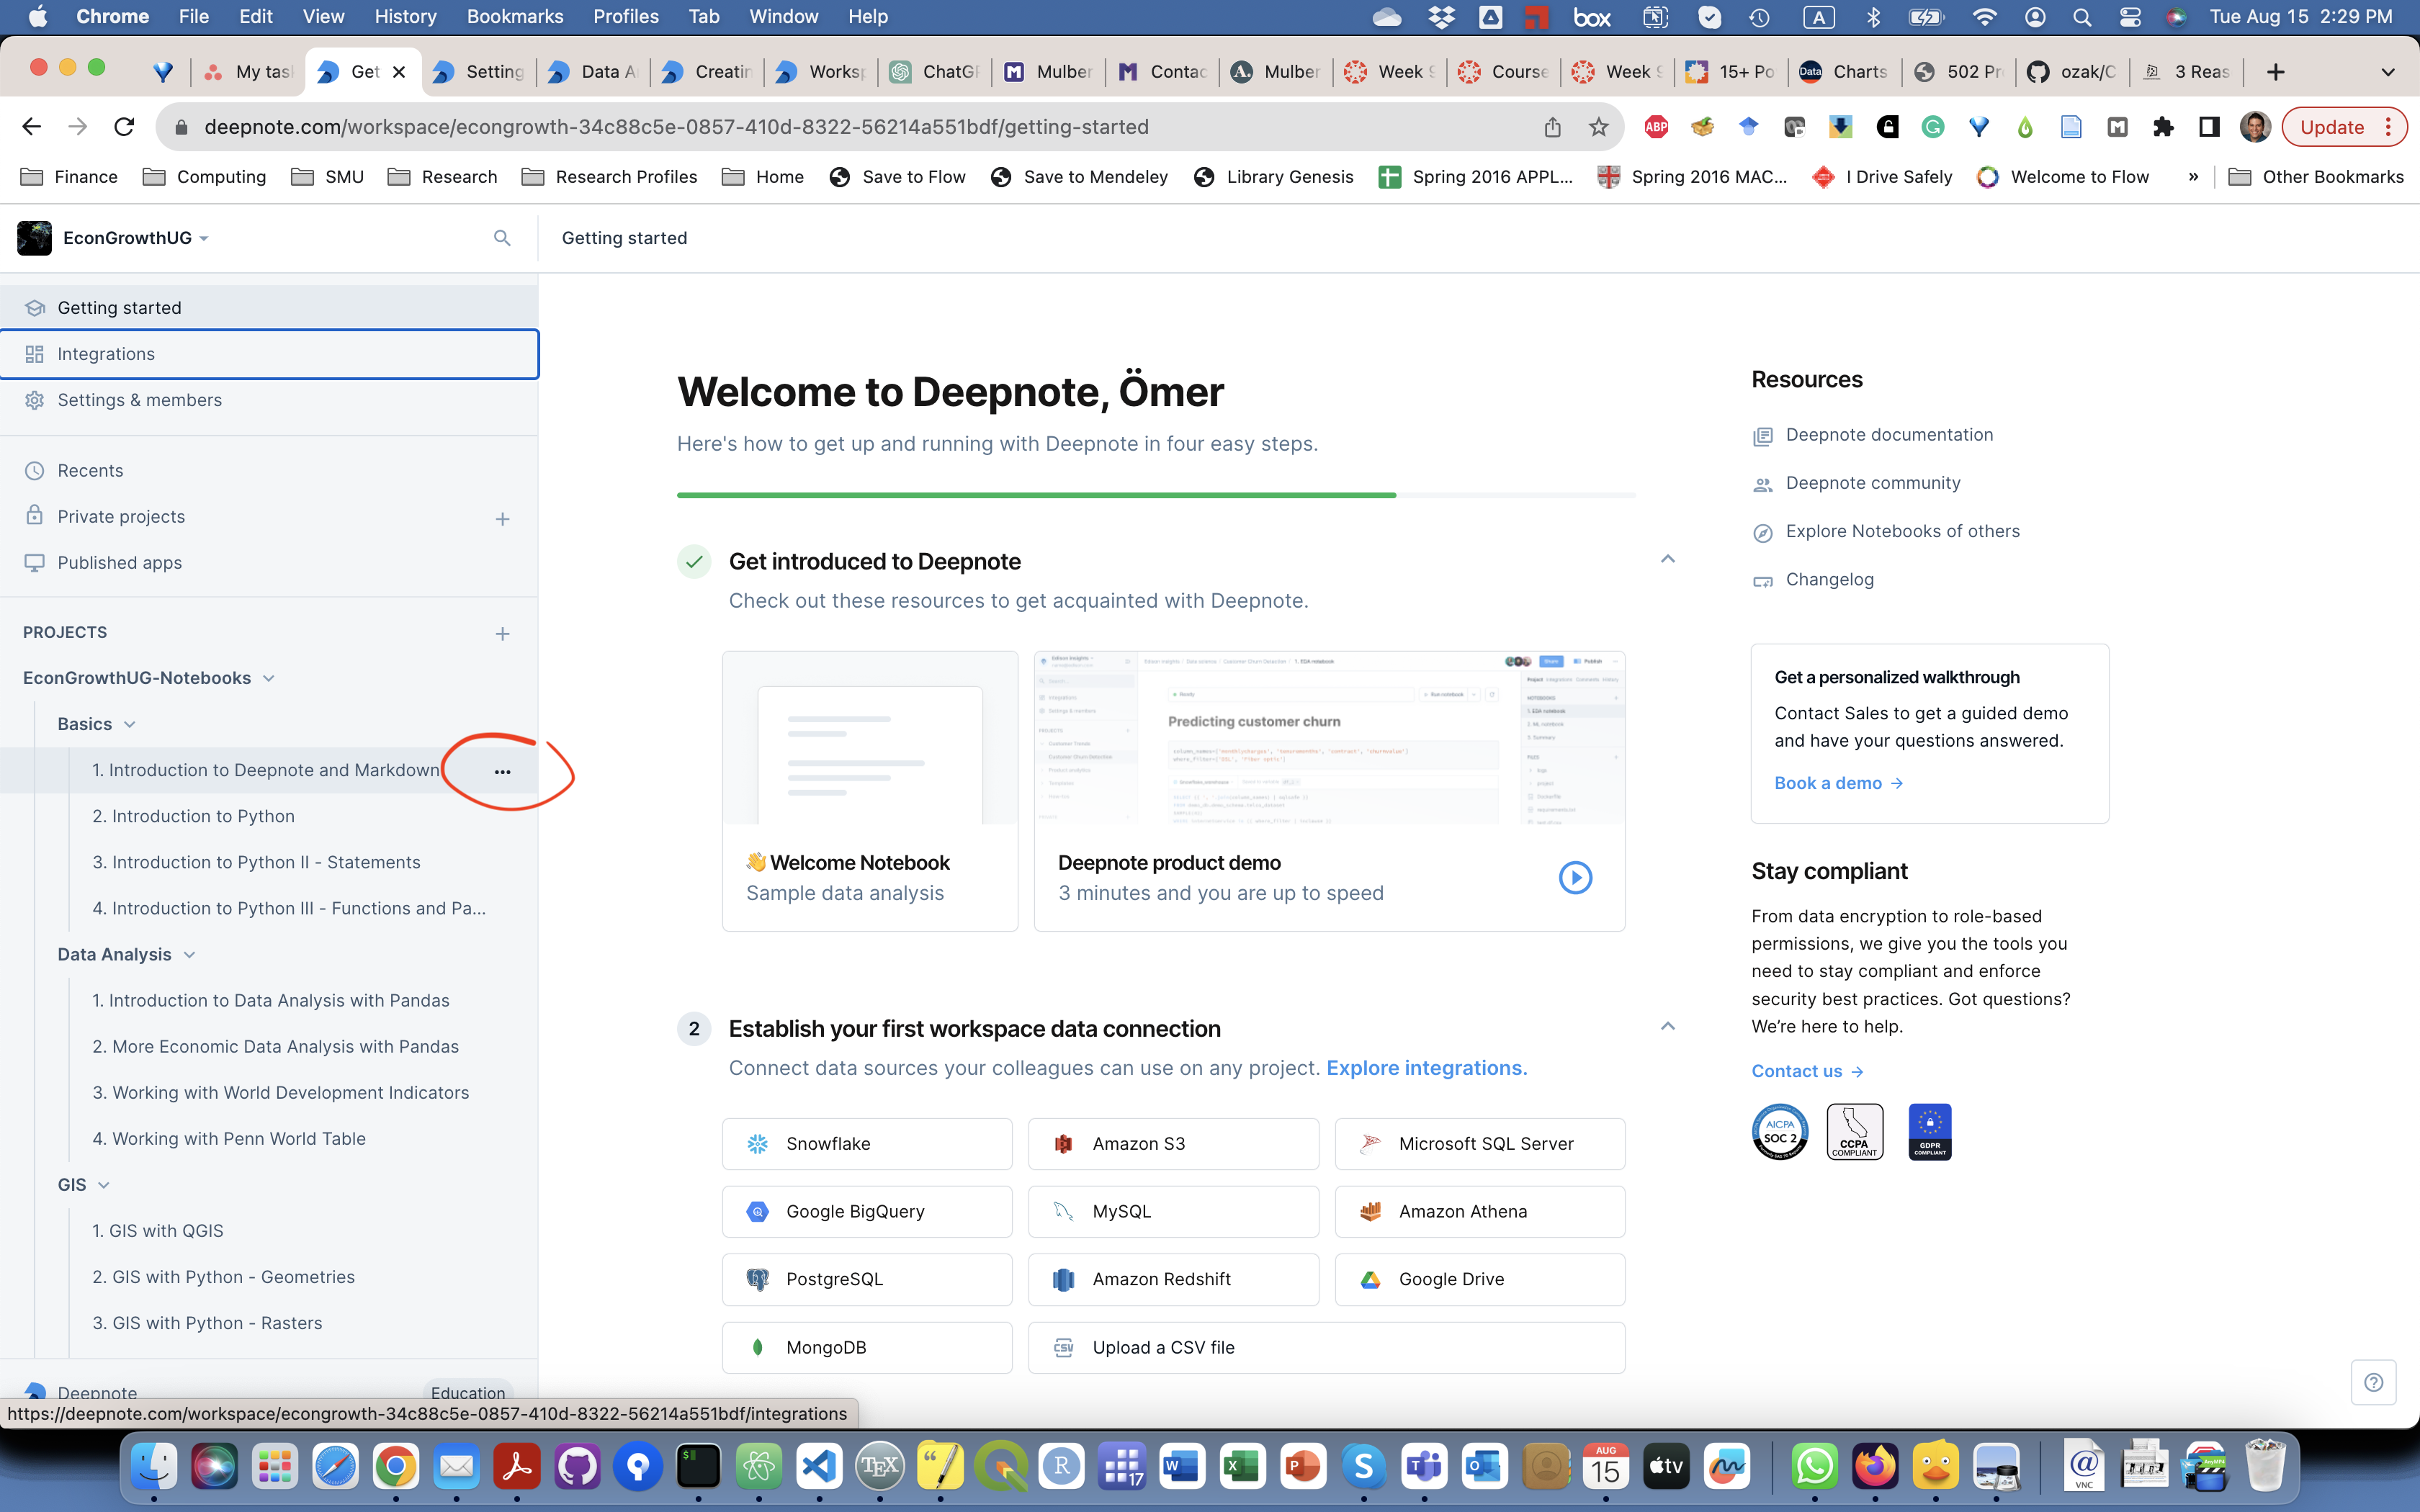 Chrome File Edit View History Bookmarks Profiles Tab Window Help
box A Tue Aug 15 2:29 PM
My tas Get Setting Data A Creatin Worksp ChatGP Mulber Contac Mulber Week Course Week 15+ Po Charts 502 Pr ozak/C 3 Reas
deepnote.com/workspace/econgrowth-34c88c5e-0857-410d-8322-56214a551bdf/getting-started
ABP
Update
Finance Computing SMU Research Research Profiles Home Save to Flow Save to Mendeley Library Genesis Spring 2016 APPL... Spring 2016 MAC... I Drive Safely Welcome to Flow » Other Bookmarks
EconGrowthUG
Getting started
Getting started
Integrations
Settings & members
Recents
Private projects
Published apps
PROJECTS
EconGrowthUG-Notebooks
Basics
1. Introduction to Deepnote and Markdown
2. Introduction to Python
3. Introduction to Python II - Statements
4. Introduction to Python III - Functions and Pa...
Data Analysis
1. Introduction to Data Analysis with Pandas
2. More Economic Data Analysis with Pandas
3. Working with World Development Indicators
4. Working with Penn World Table
GIS
1. GIS with QGIS
2. GIS with Python - Geometries
3. GIS with Python - Rasters
Deepnote Education
https://deepnote.com/workspace/econgrowth-34c88c5e-0857-410d-8322-56214a551bdf/integrations
Welcome to Deepnote, Ömer
Here's how to get up and running with Deepnote in four easy steps.
Get introduced to Deepnote
Check out these resources to get acquainted with Deepnote.
Predicting customer churn
Welcome Notebook
Sample data analysis
Deepnote product demo
3 minutes and you are up to speed
2 Establish your first workspace data connection
Connect data sources your colleagues can use on any project. Explore integrations.
Snowflake Amazon S3 Microsoft SQL Server
Google BigQuery MySQL Amazon Athena
PostgreSQL Amazon Redshift Google Drive
MongoDB CSV Upload a CSV file
Resources
Deepnote documentation
Deepnote community
Explore Notebooks of others
Changelog
Get a personalized walkthrough
Contact Sales to get a guided demo
and have your questions answered.
Book a demo →
Stay compliant
From data encryption to role-based
permissions, we give you the tools you
need to stay compliant and enforce
security best practices. Got questions?
We're here to help.
Contact us →
AICPA
SOC 2
CCPA
COMPLIANT
GDPR
COMPLIANT
TEX R 17 W X P S T O AUG
15 tv @
VNC